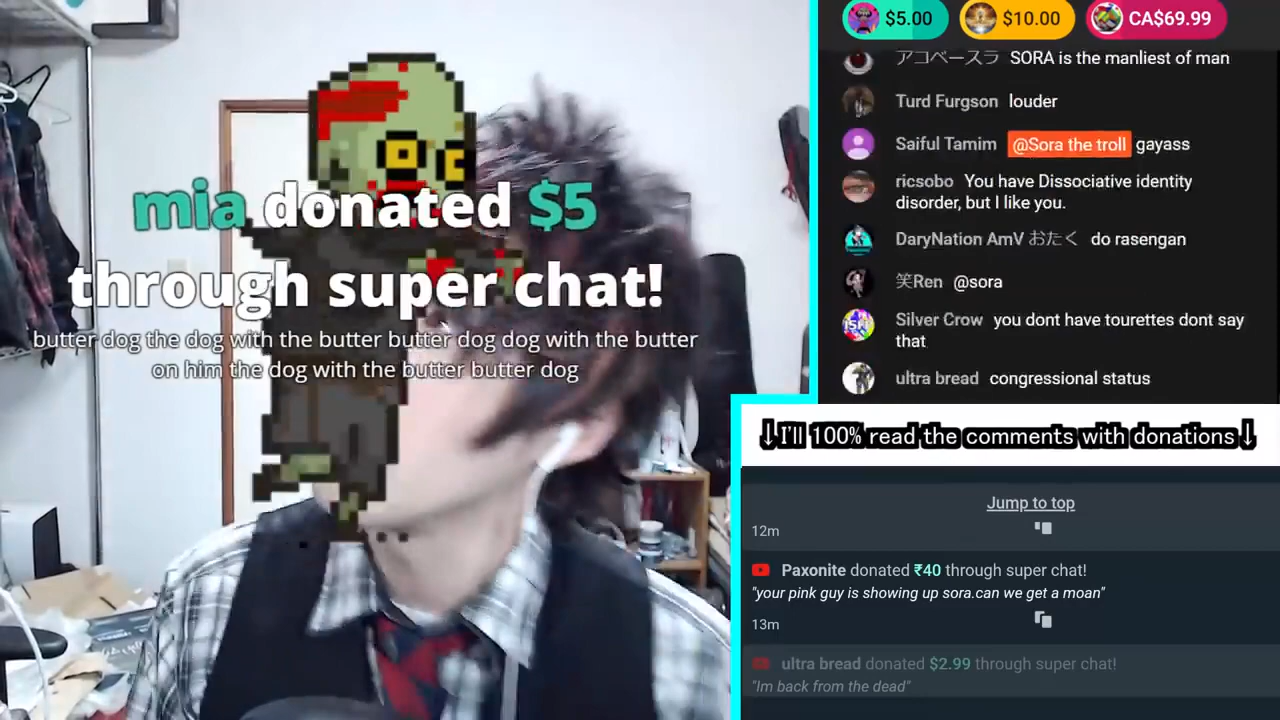 mia donated $5
through super chat!
butter dog the dog with the butter butter dog dog with the butter
on him the dog with the butter butter dog
$5.00 $10.00 CA$69.99
アコベースラ SORA is the manliest of man
Turd Furgson louder
Saiful Tamim @Sora the troll gayass
ricsobo You have Dissociative identity
disorder, but I like you.
DaryNation AmV おたく do rasengan
笑Ren @sora
Silver Crow you dont have tourettes dont say
that
ultra bread congressional status
↓I'll 100% read the comments with donations↓
Jump to top
12m
Paxonite donated ₹40 through super chat!
"your pink guy is showing up sora.can we get a moan"
13m
ultra bread donated $2.99 through super chat!
"Im back from the dead"